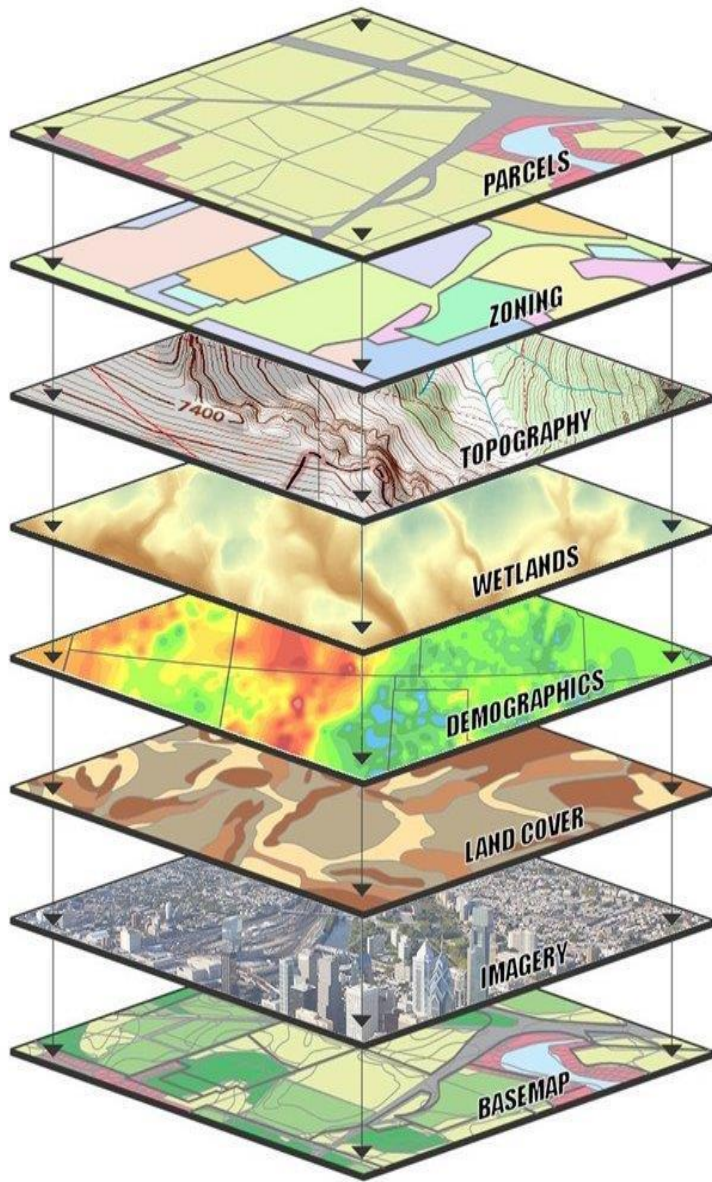 PARCELS
ZONING
7400
TOPOGRAPHY
WETLANDS
DEMOGRAPHICS
LAND COVER
IMAGERY
BASEMAP